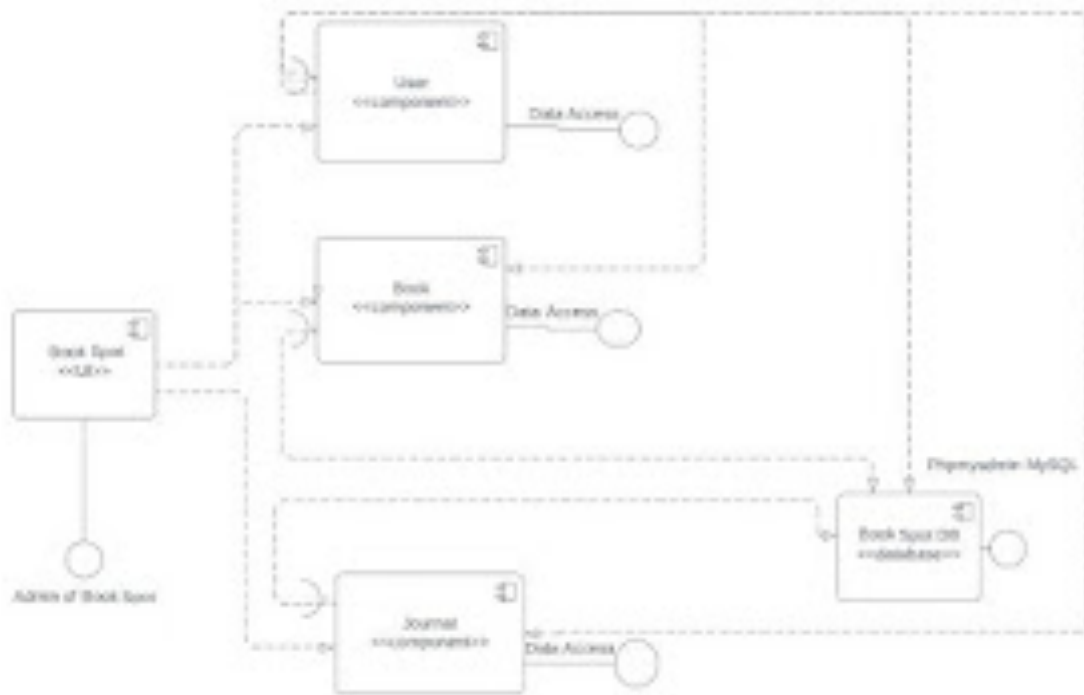 User
<<component>>
Data Access
Book
<<component>>
Data Access
Book Spot
<<UI>>
Phpmyadmin MySQL
Book Spot DB
<<database>>
Admin of Book Spot
Journal
<<component>>
Data Access